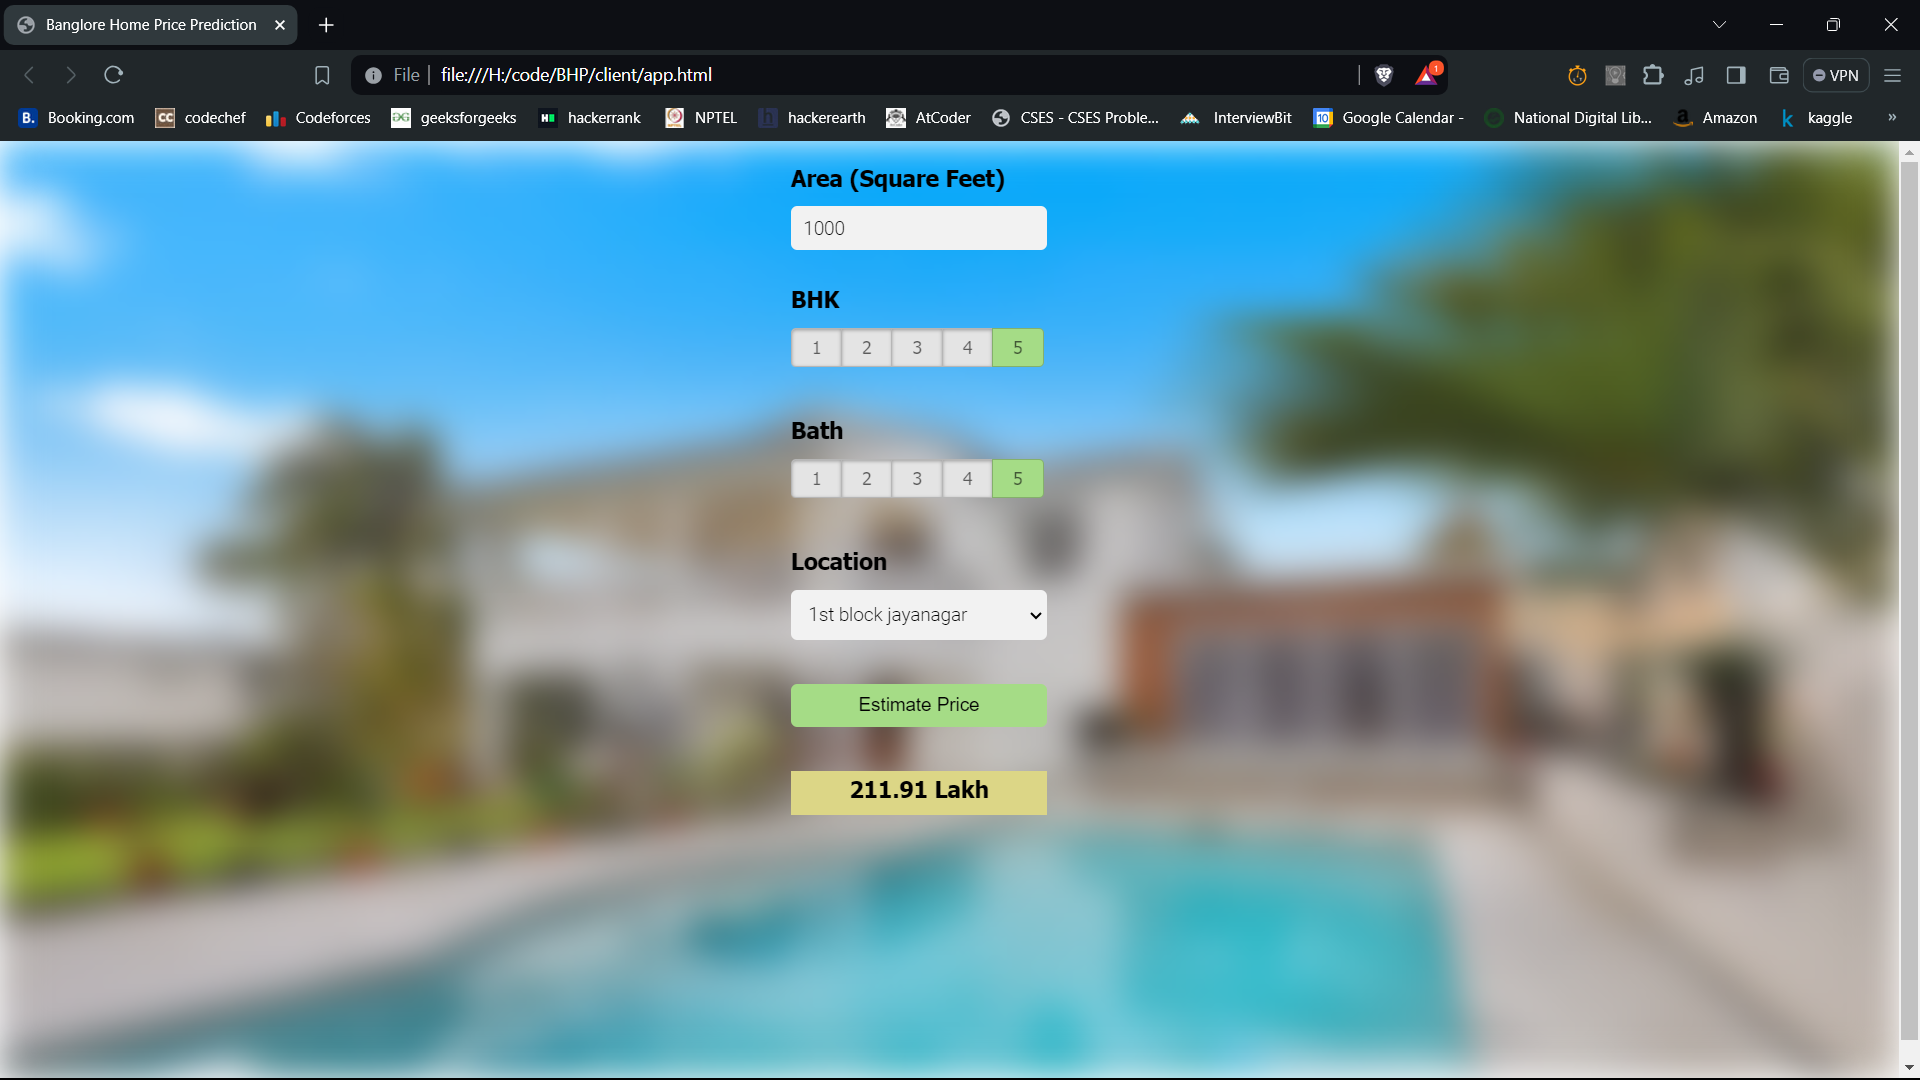 Banglore Home Price Prediction
File file:///H:/code/BHP/client/app.html
1
VPN
B. Booking.com CC codechef Codeforces geeksforgeeks hackerrank NPTEL h hackerearth AtCoder CSES - CSES Proble... InterviewBit 10 Google Calendar - National Digital Lib... a Amazon k kaggle »
Area (Square Feet)
1000
BHK
1 2 3 4 5
Bath
1 2 3 4 5
Location
1st block jayanagar
Estimate Price
211.91 Lakh